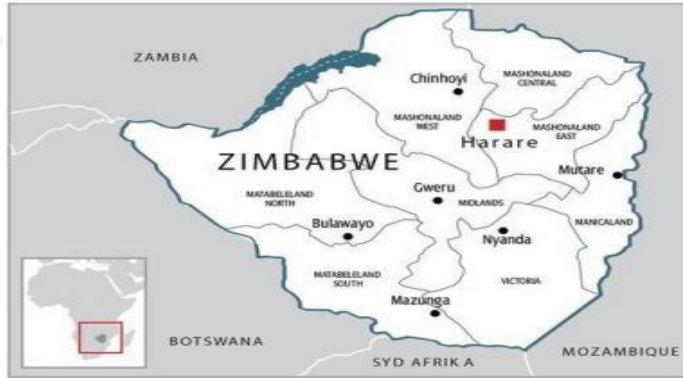 ZAMBIA
Chinhoyi
MASHONALAND
CENTRAL
MASHONALAND
WEST
MASHONALAND
EAST
Harare
ZIMBABWE
Mutare
Gweru
MATABELELAND
NORTH
MIDLANDS
MANICALAND
Bulawayo
Nyanda
MATABELELAND
SOUTH
VICTORIA
Mazunga
BOTSWANA
SYD AFRIKA
MOZAMBIQUE